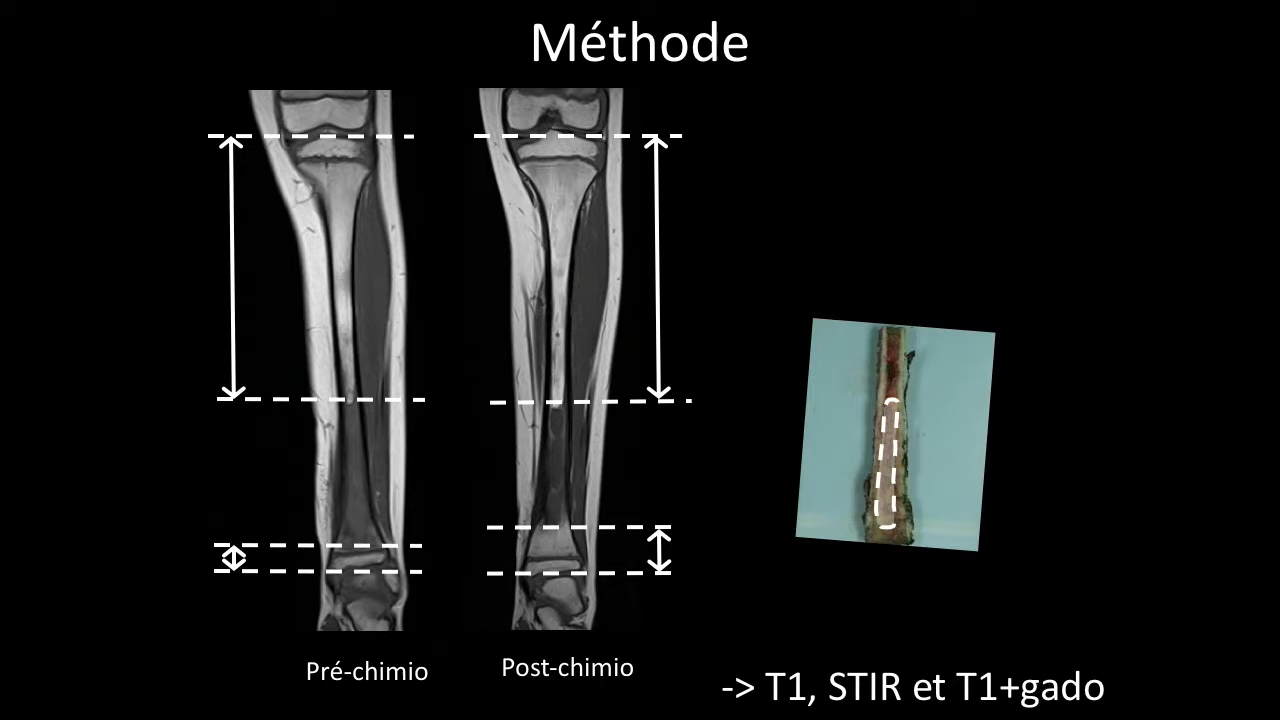 Méthode
Pré-chimio
Post-chimio
-> T1, STIR et T1+gado